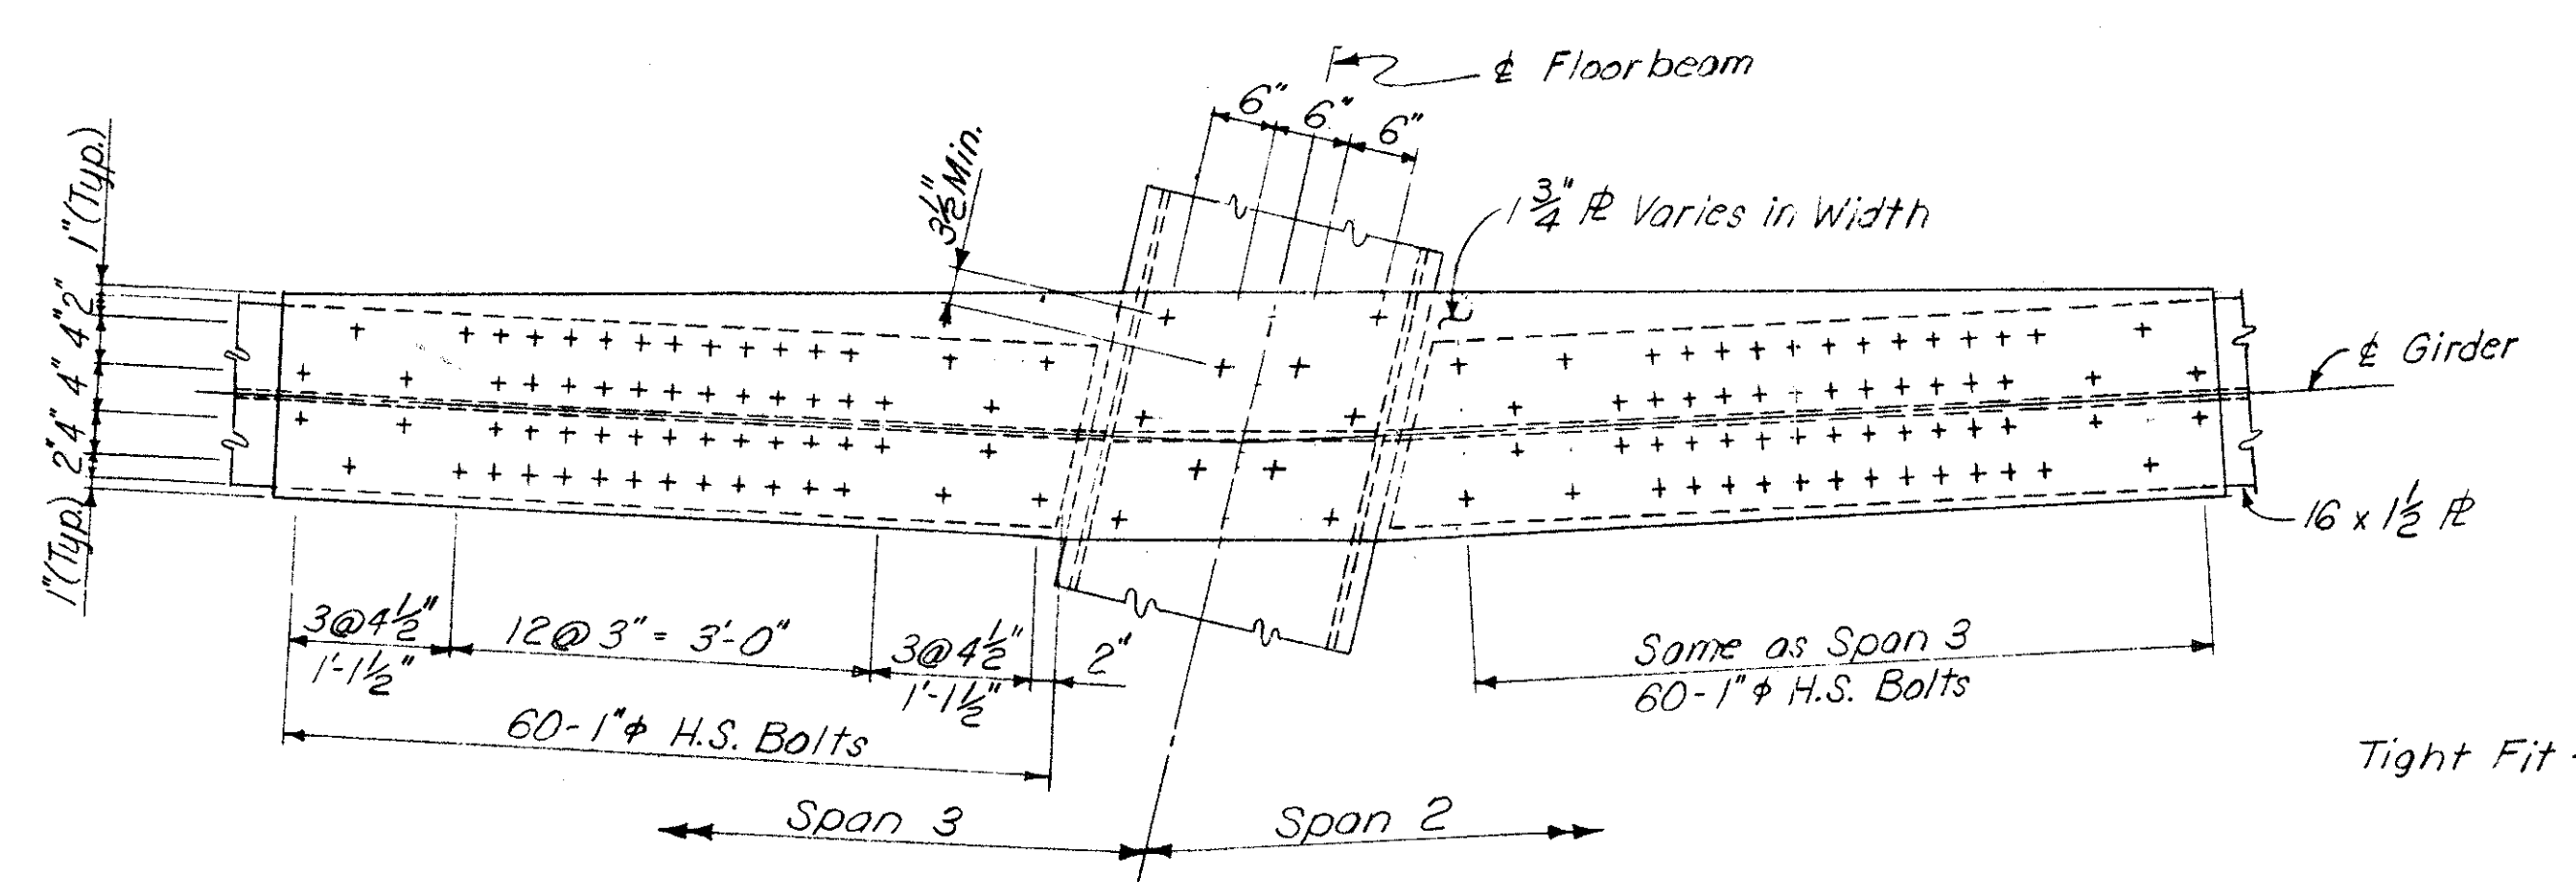 ℄ Floorbeam
6" 6" 6"
1"(Typ.)
3½" Min.
1¾" ℙL Varies in Width
2"
4"
4"
4"
2"
1"(Typ.)
℄ Girder
16 x 1½ ℙL
3@4½"
1'-1½"
12@3" = 3'-0"
3@4½"
1'-1½"
2"
Same as Span 3
60-1"ϕ H.S. Bolts
60-1"ϕ H.S. Bolts
Tight Fit
Span 3
Span 2